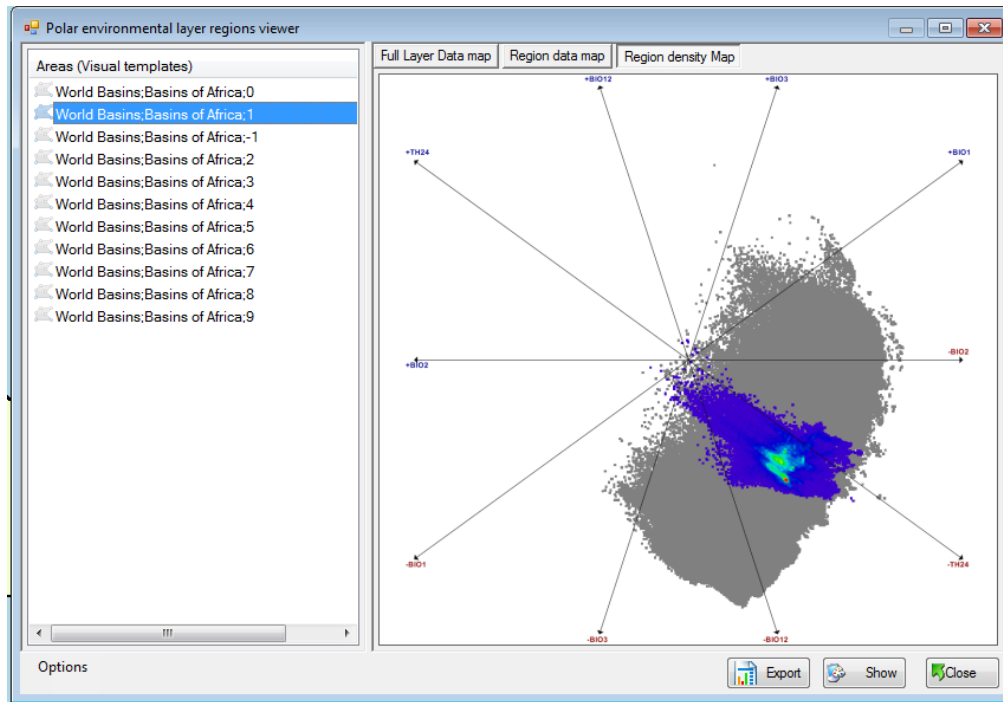 Polar environmental layer regions viewer
Areas (Visual templates)
World Basins;Basins of Africa;0
World Basins;Basins of Africa;1
World Basins;Basins of Africa;-1
World Basins;Basins of Africa;2
World Basins;Basins of Africa;3
World Basins;Basins of Africa;4
World Basins;Basins of Africa;5
World Basins;Basins of Africa;6
World Basins;Basins of Africa;7
World Basins;Basins of Africa;8
World Basins;Basins of Africa;9
Full Layer Data map Region data map Region density Map
+BIO12 +BIO3
+TH24 +BIO1
+BIO2 -BIO2
-BIO1 -TH24
-BIO3 -BIO12
Options
Export Show Close